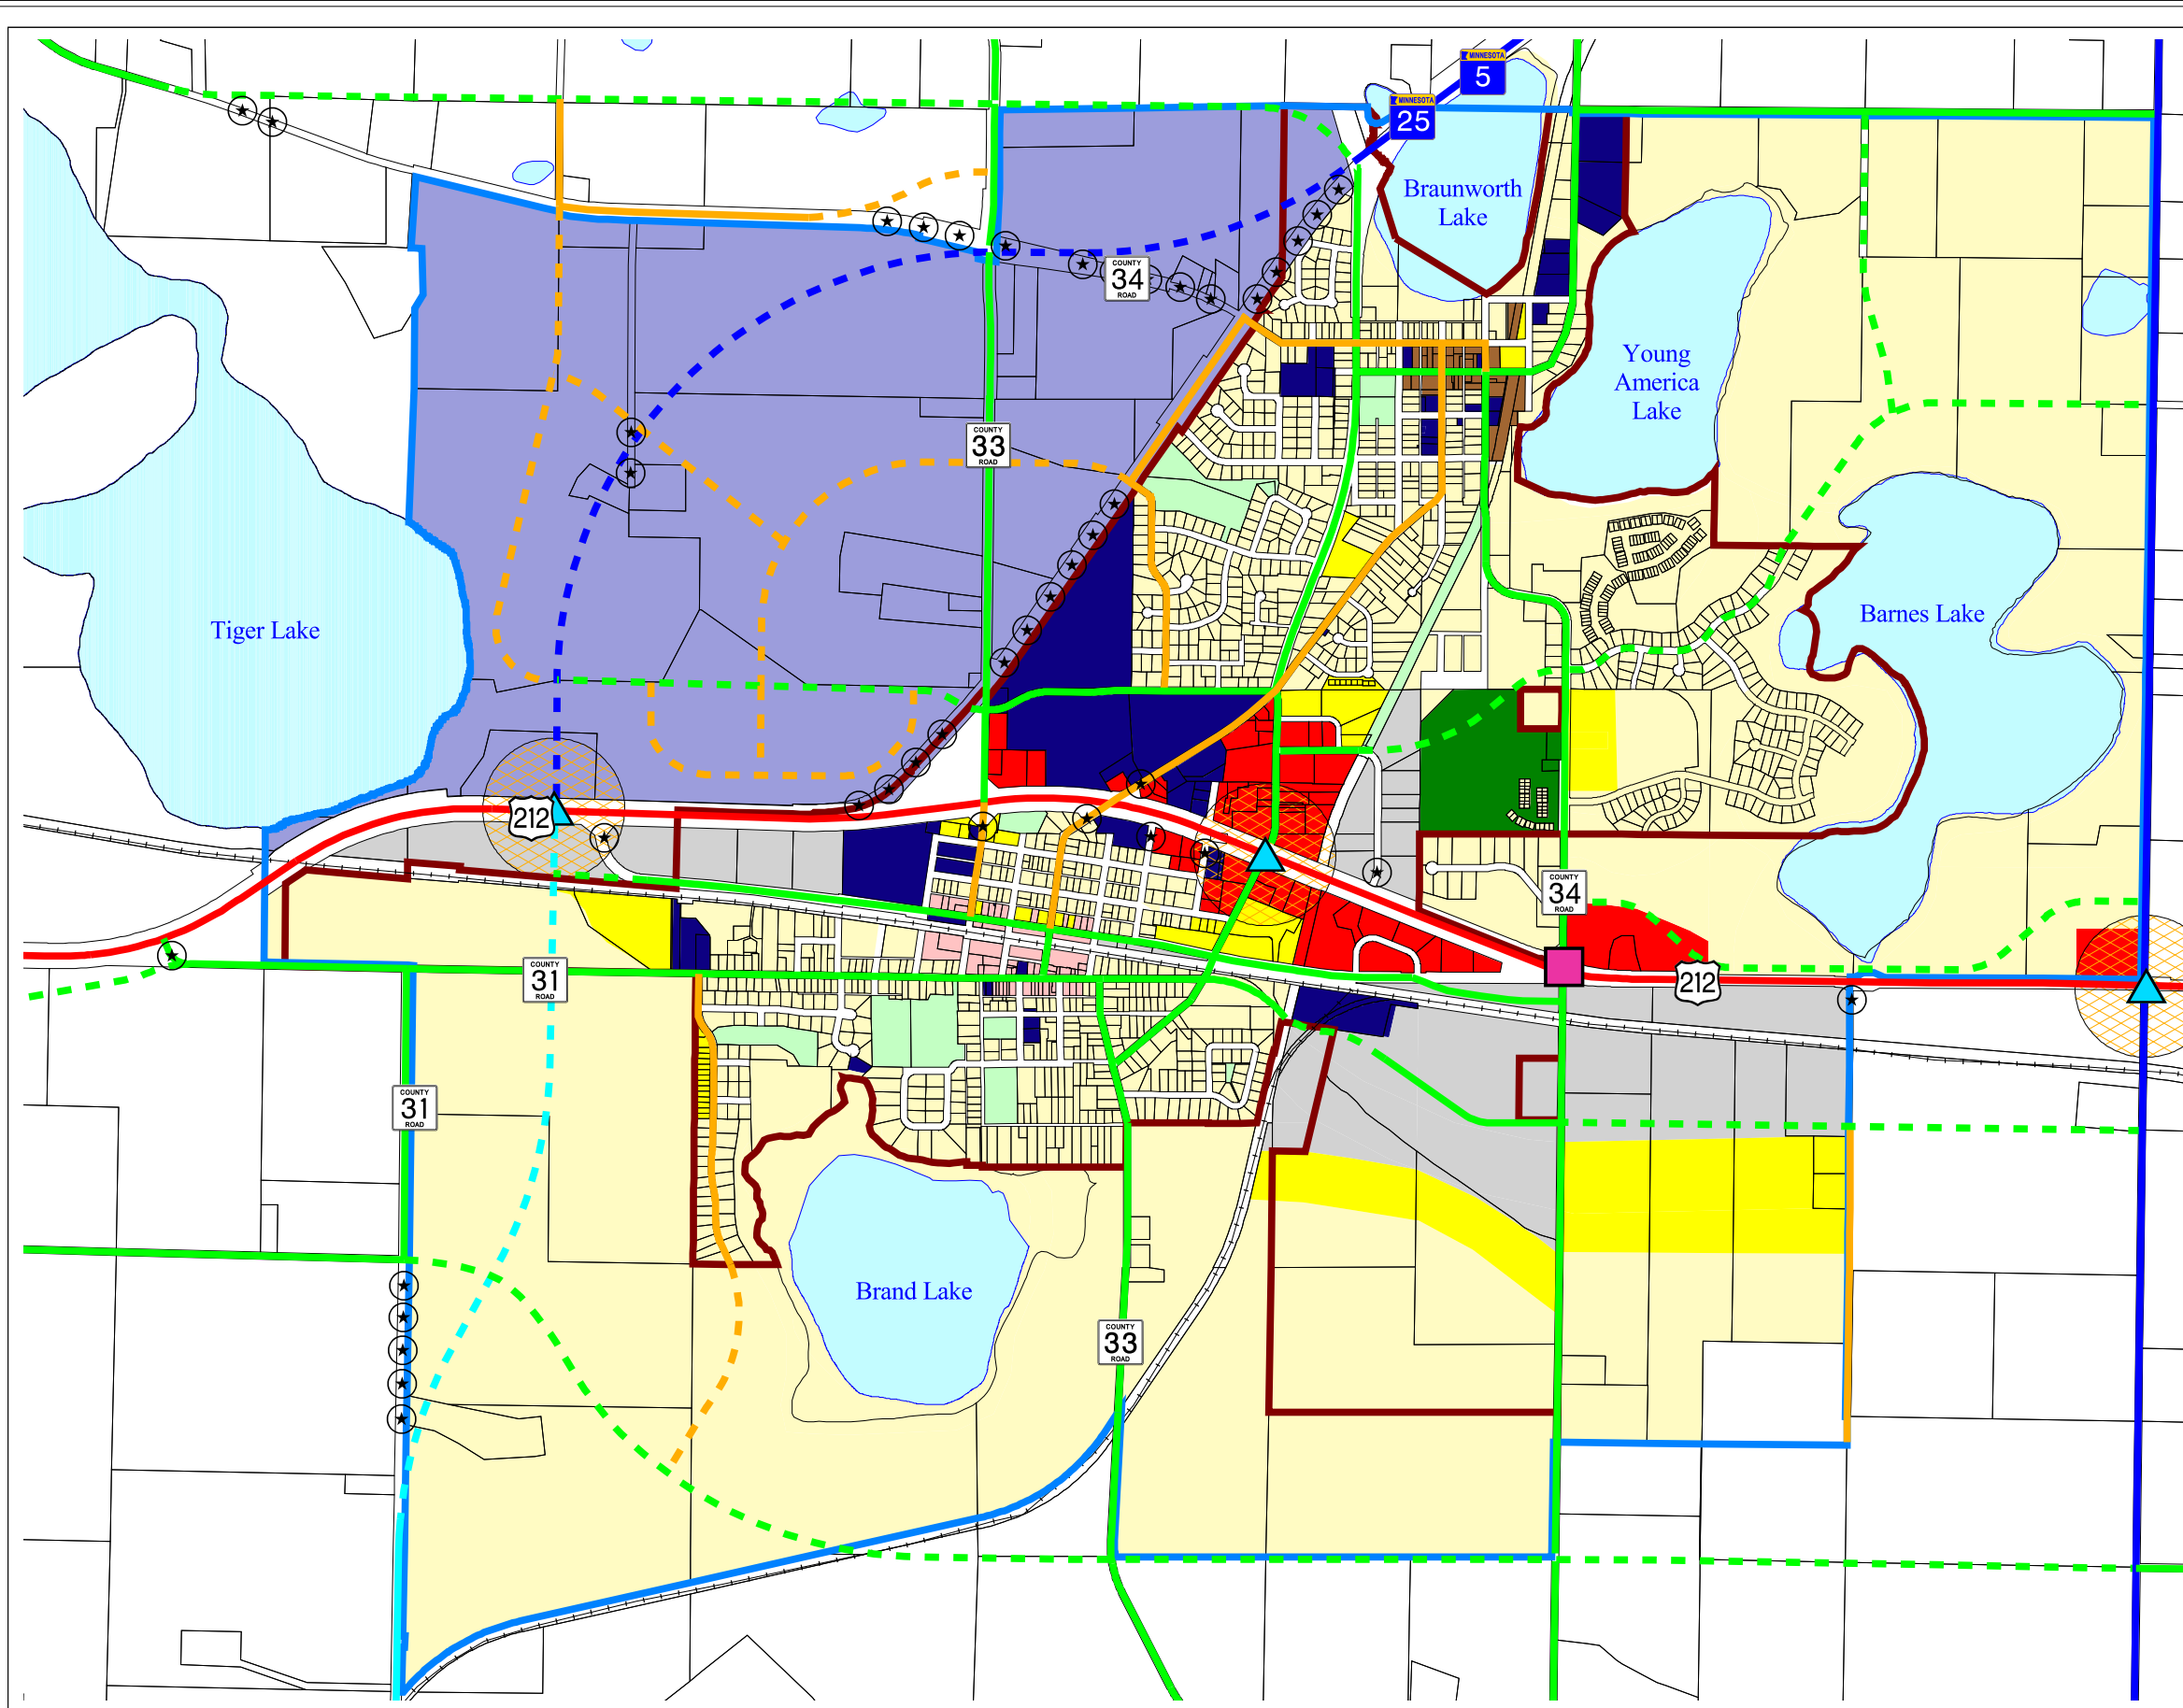 MINNESOTA
5
MINNESOTA
25
Braunworth
Lake
COUNTY
34
ROAD
Young
America
Lake
COUNTY
33
ROAD
Tiger Lake
Barnes Lake
212
COUNTY
34
ROAD
COUNTY
31
ROAD
212
COUNTY
31
ROAD
Brand Lake
COUNTY
33
ROAD